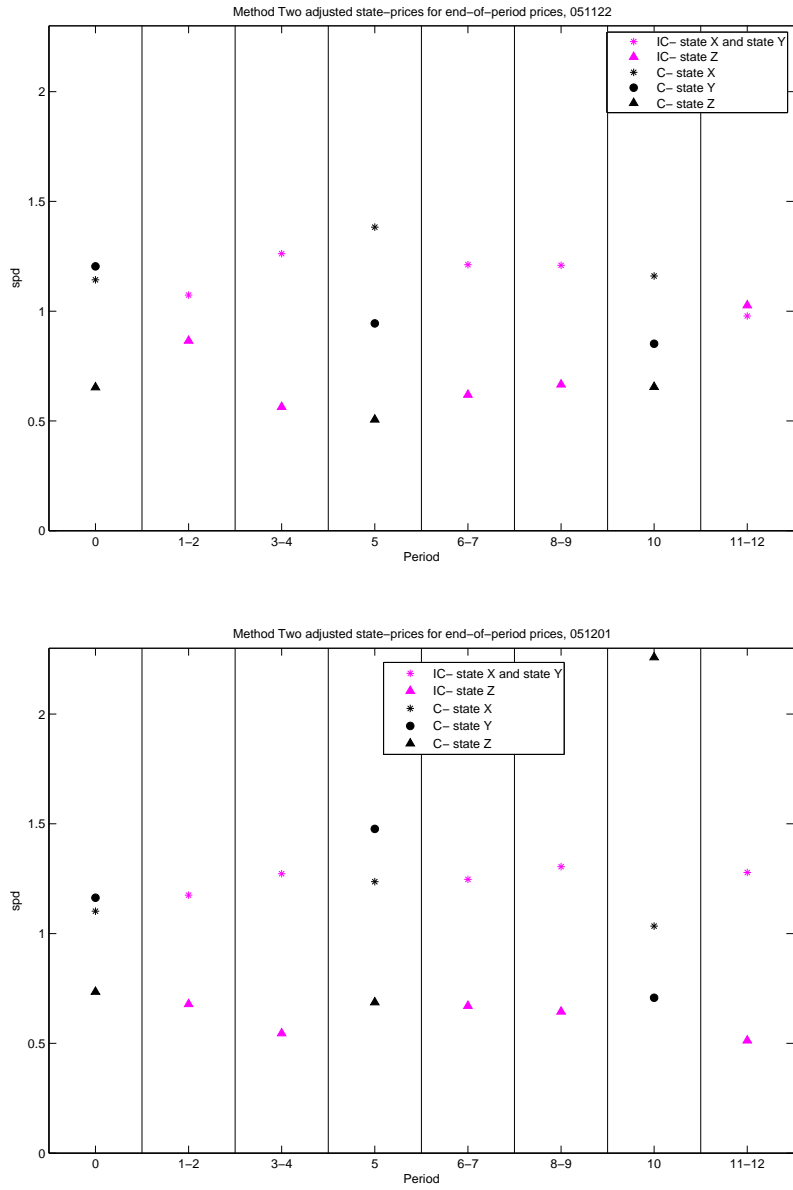 Method Two adjusted state-prices for end-of-period prices, 051122
IC- state X and state Y
IC- state Z
C- state X
C- state Y
C- state Z
2
1.5
1
0.5
0
spd
0 1-2 3-4 5 6-7 8-9 10 11-12
Period
Method Two adjusted state-prices for end-of-period prices, 051201
IC- state X and state Y
IC- state Z
C- state X
C- state Y
C- state Z
2
1.5
1
0.5
0
spd
0 1-2 3-4 5 6-7 8-9 10 11-12
Period